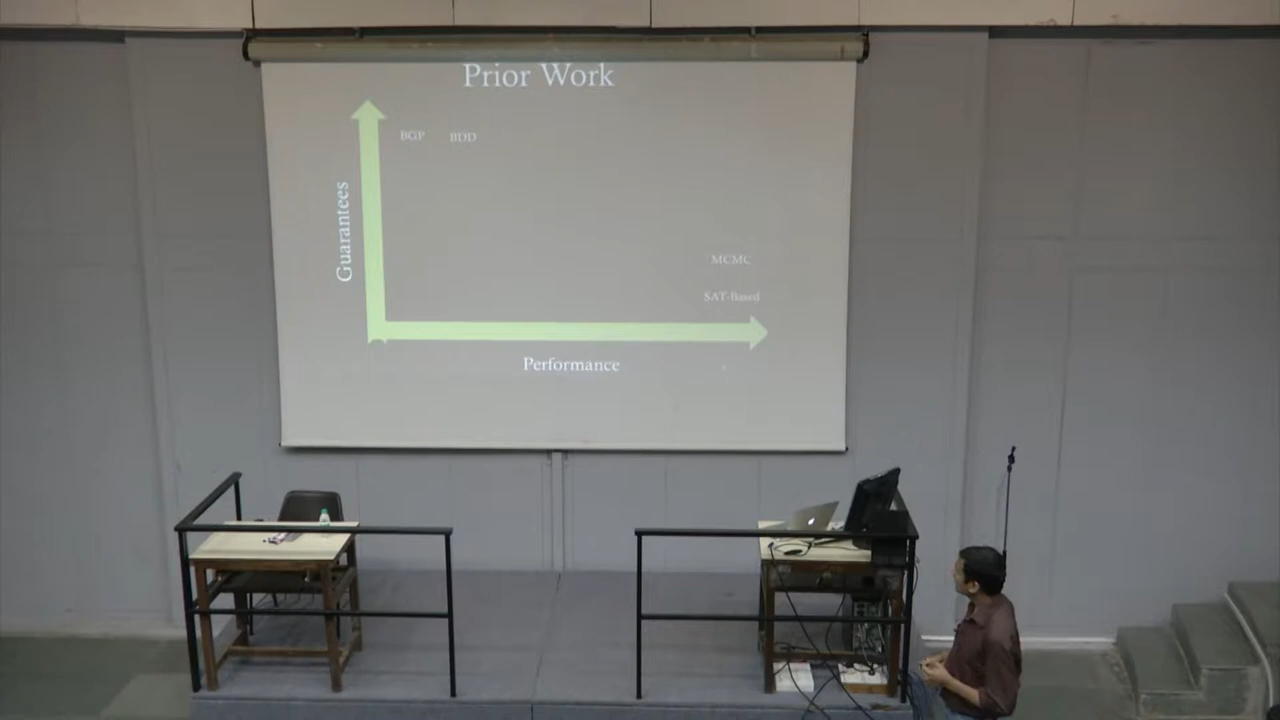 Prior Work
BGP BDD
Guarantees
MCMC
SAT-Based
Performance